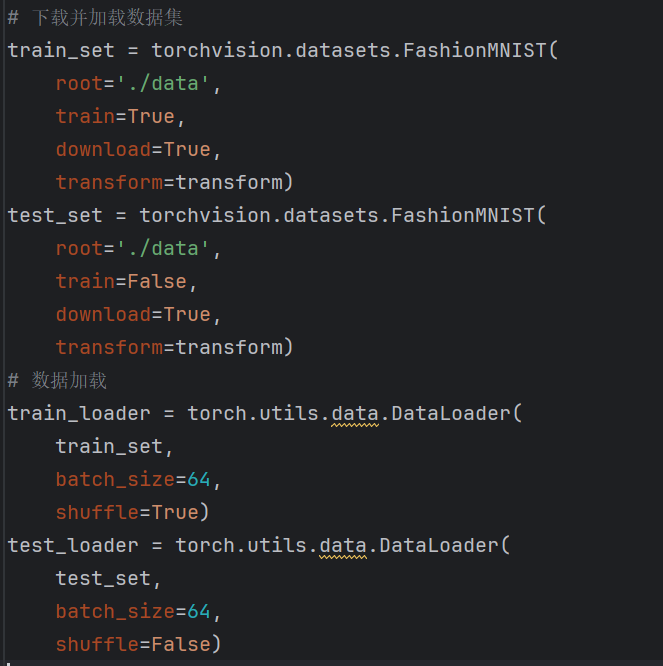 # 下载并加载数据集
train_set = torchvision.datasets.FashionMNIST(
    root='./data',
    train=True,
    download=True,
    transform=transform)
test_set = torchvision.datasets.FashionMNIST(
    root='./data',
    train=False,
    download=True,
    transform=transform)
# 数据加载
train_loader = torch.utils.data.DataLoader(
    train_set,
    batch_size=64,
    shuffle=True)
test_loader = torch.utils.data.DataLoader(
    test_set,
    batch_size=64,
    shuffle=False)